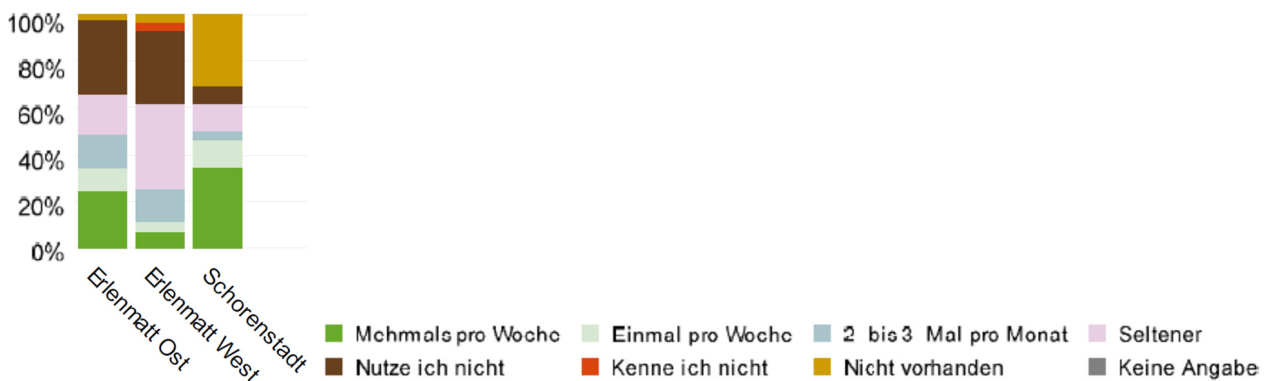 100%
80%
60%
40%
20%
0%
Erlenmatt Ost
Erlenmatt West
Schorenstadt
Mehrmals pro Woche Einmal pro Woche 2 bis 3 Mal pro Monat Seltener
Nutze ich nicht Kenne ich nicht Nicht vorhanden Keine Angabe